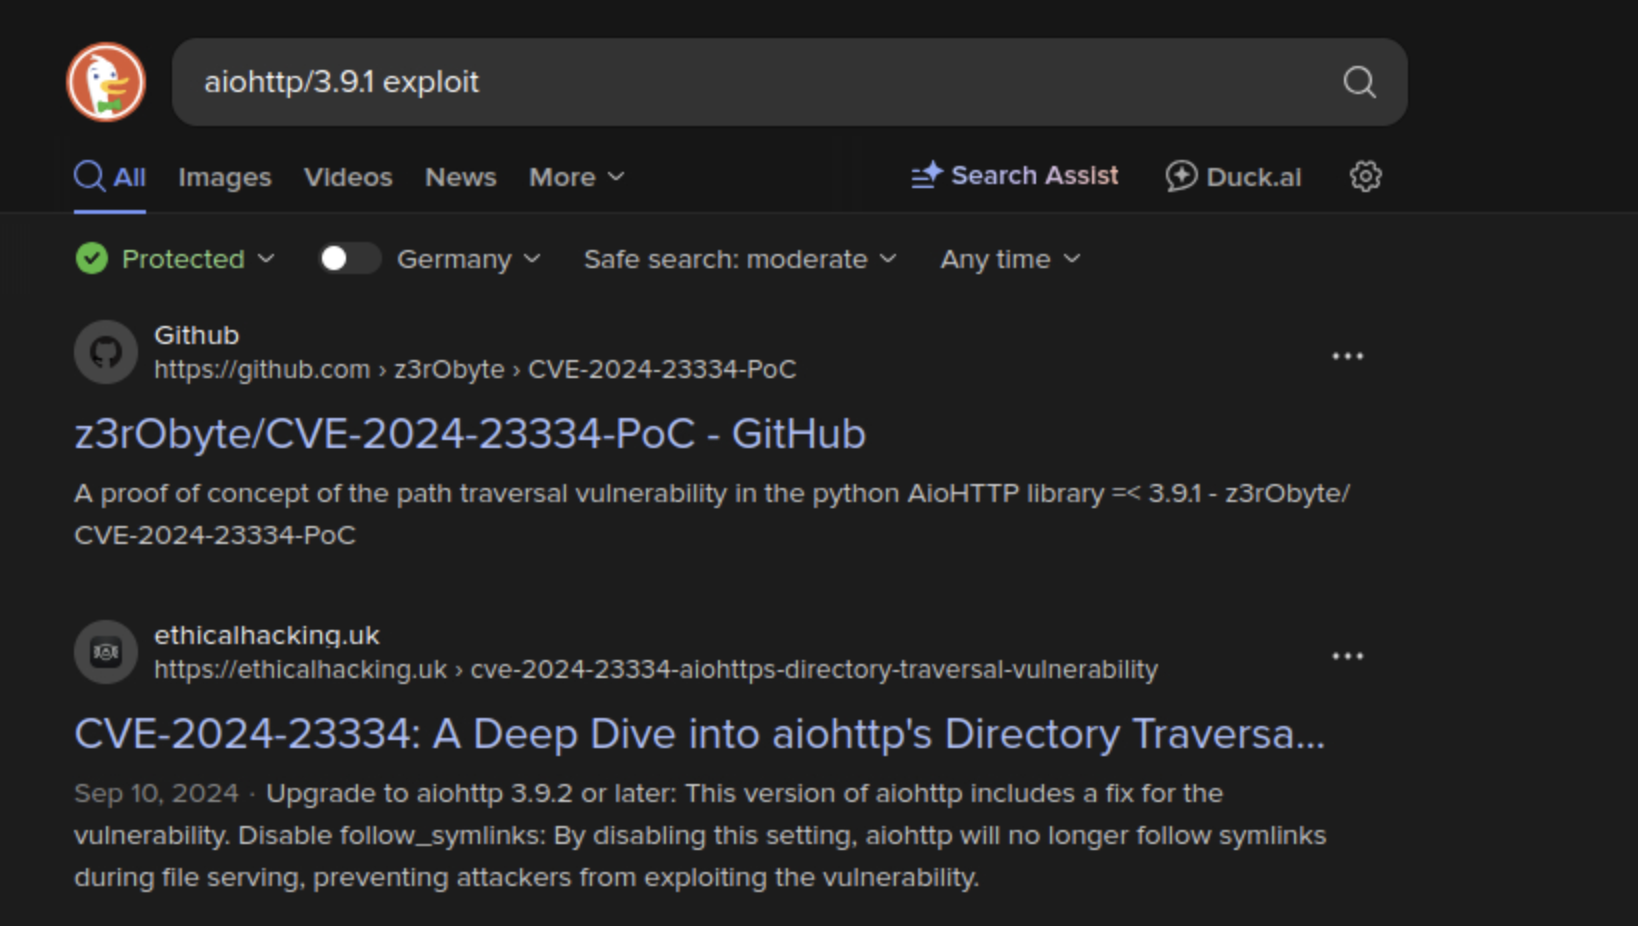 aiohttp/3.9.1 exploit
All Images Videos News More Search Assist Duck.ai
Protected Germany Safe search: moderate Any time
Github
https://github.com › z3rObyte › CVE-2024-23334-PoC
z3rObyte/CVE-2024-23334-PoC - GitHub
A proof of concept of the path traversal vulnerability in the python AioHTTP library =< 3.9.1 - z3rObyte/
CVE-2024-23334-PoC
ethicalhacking.uk
https://ethicalhacking.uk › cve-2024-23334-aiohttps-directory-traversal-vulnerability
CVE-2024-23334: A Deep Dive into aiohttp's Directory Traversa...
Sep 10, 2024 · Upgrade to aiohttp 3.9.2 or later: This version of aiohttp includes a fix for the
vulnerability. Disable follow_symlinks: By disabling this setting, aiohttp will no longer follow symlinks
during file serving, preventing attackers from exploiting the vulnerability.